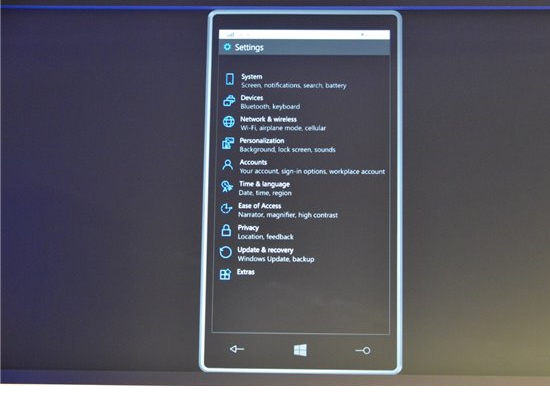 Settings
System
Screen, notifications, search, battery
Devices
Bluetooth, keyboard
Network & wireless
Wi-Fi, airplane mode, cellular
Personalization
Background, lock screen, sounds
Accounts
Your account, sign-in options, workplace account
Time & language
Date, time, region
Ease of Access
Narrator, magnifier, high contrast
Privacy
Location, feedback
Update & recovery
Windows Update, backup
Extras